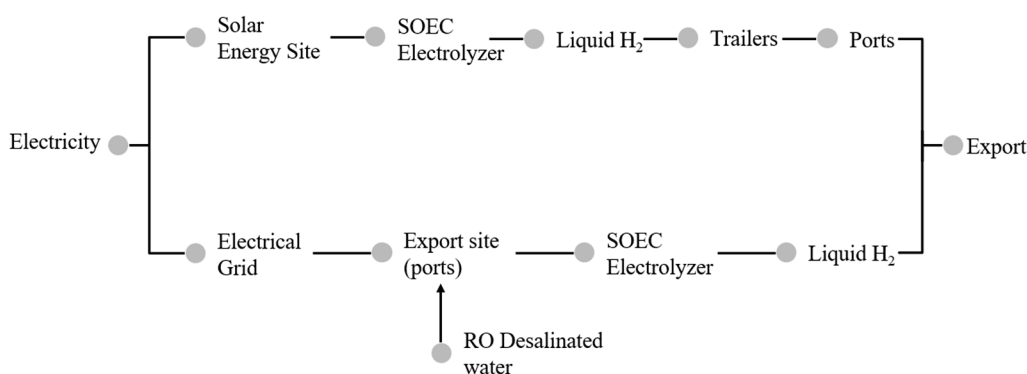 Solar
Energy Site
SOEC
Electrolyzer
Liquid H₂
Trailers
Ports
Electricity
Export
Electrical
Grid
Export site
(ports)
SOEC
Electrolyzer
Liquid H₂
RO Desalinated
water